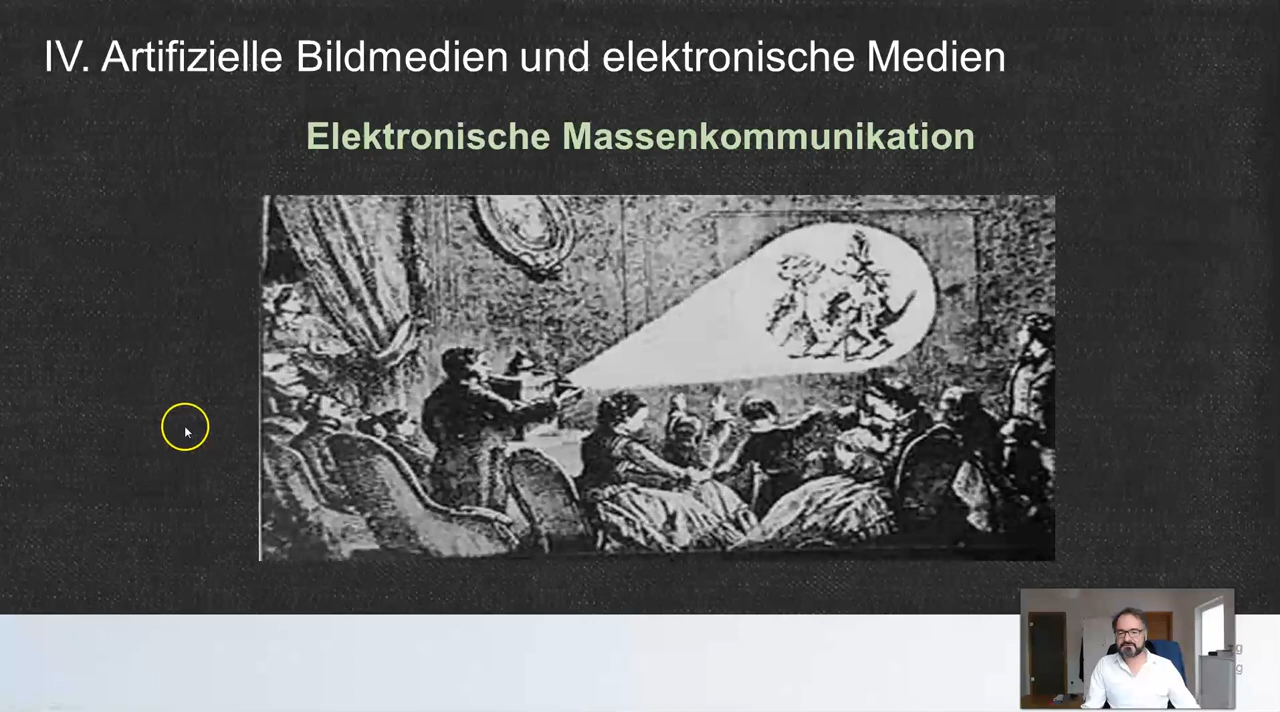 IV. Artifizielle Bildmedien und elektronische Medien
Elektronische Massenkommunikation